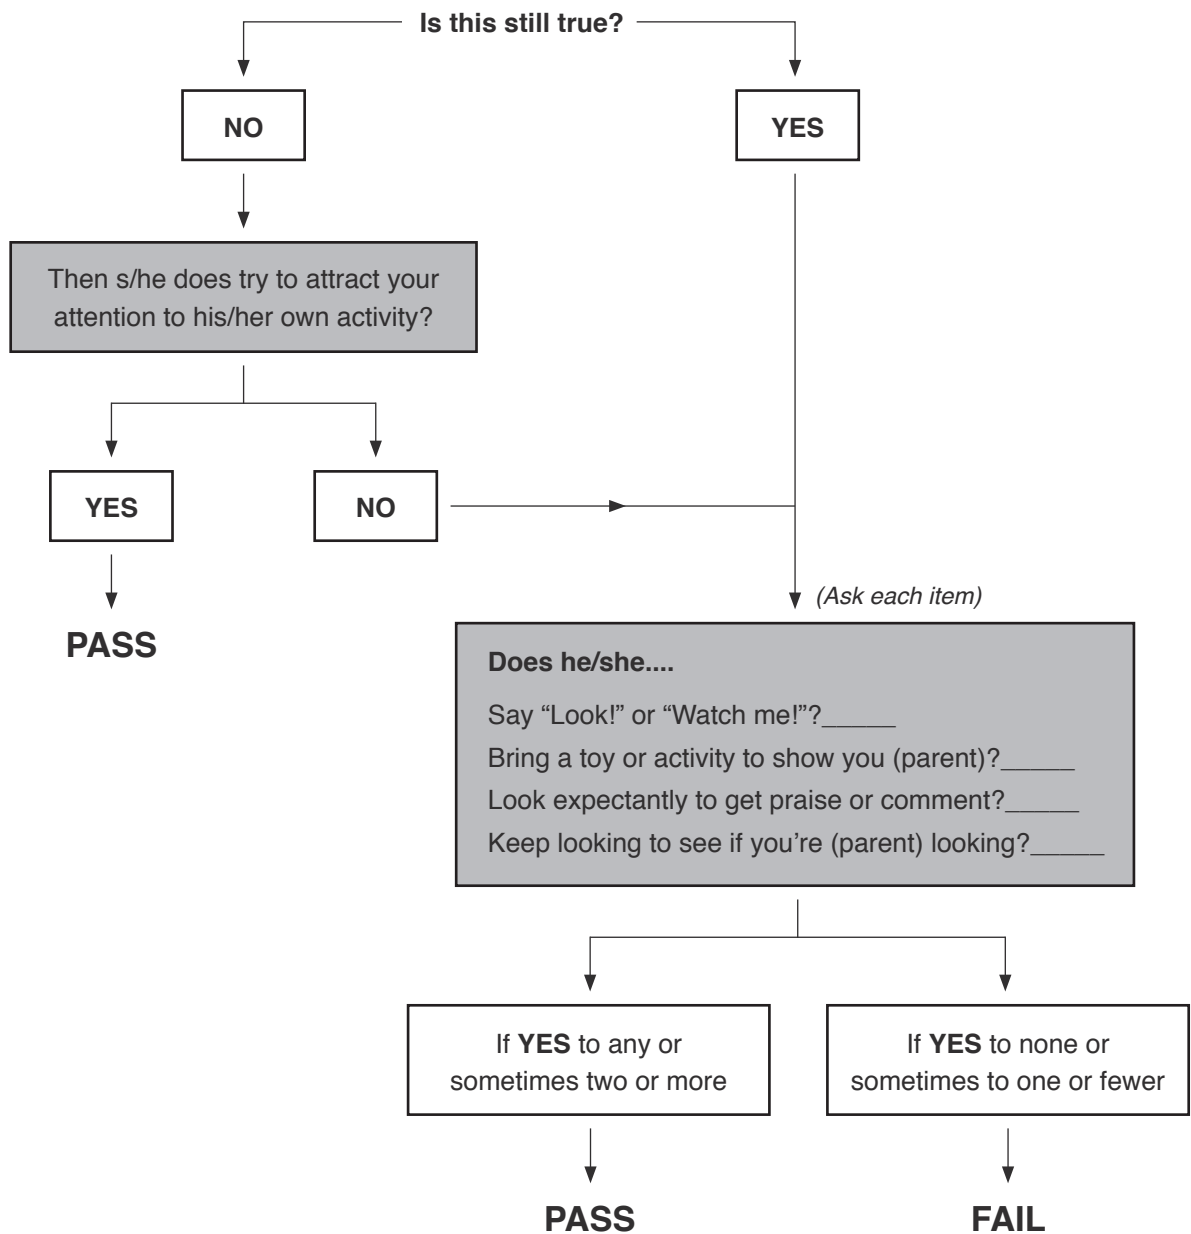 Is this still true?
NO
YES
Then s/he does try to attract your
attention to his/her own activity?
YES
NO
PASS
(Ask each item)
Does he/she....
Say “Look!” or “Watch me!”?_____
Bring a toy or activity to show you (parent)?_____
Look expectantly to get praise or comment?_____
Keep looking to see if you’re (parent) looking?_____
If YES to any or
sometimes two or more
If YES to none or
sometimes to one or fewer
PASS
FAIL